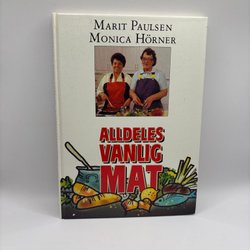 MARIT PAULSEN
MONICA HÖRNER
ALLDELES
VANLIG
MAT